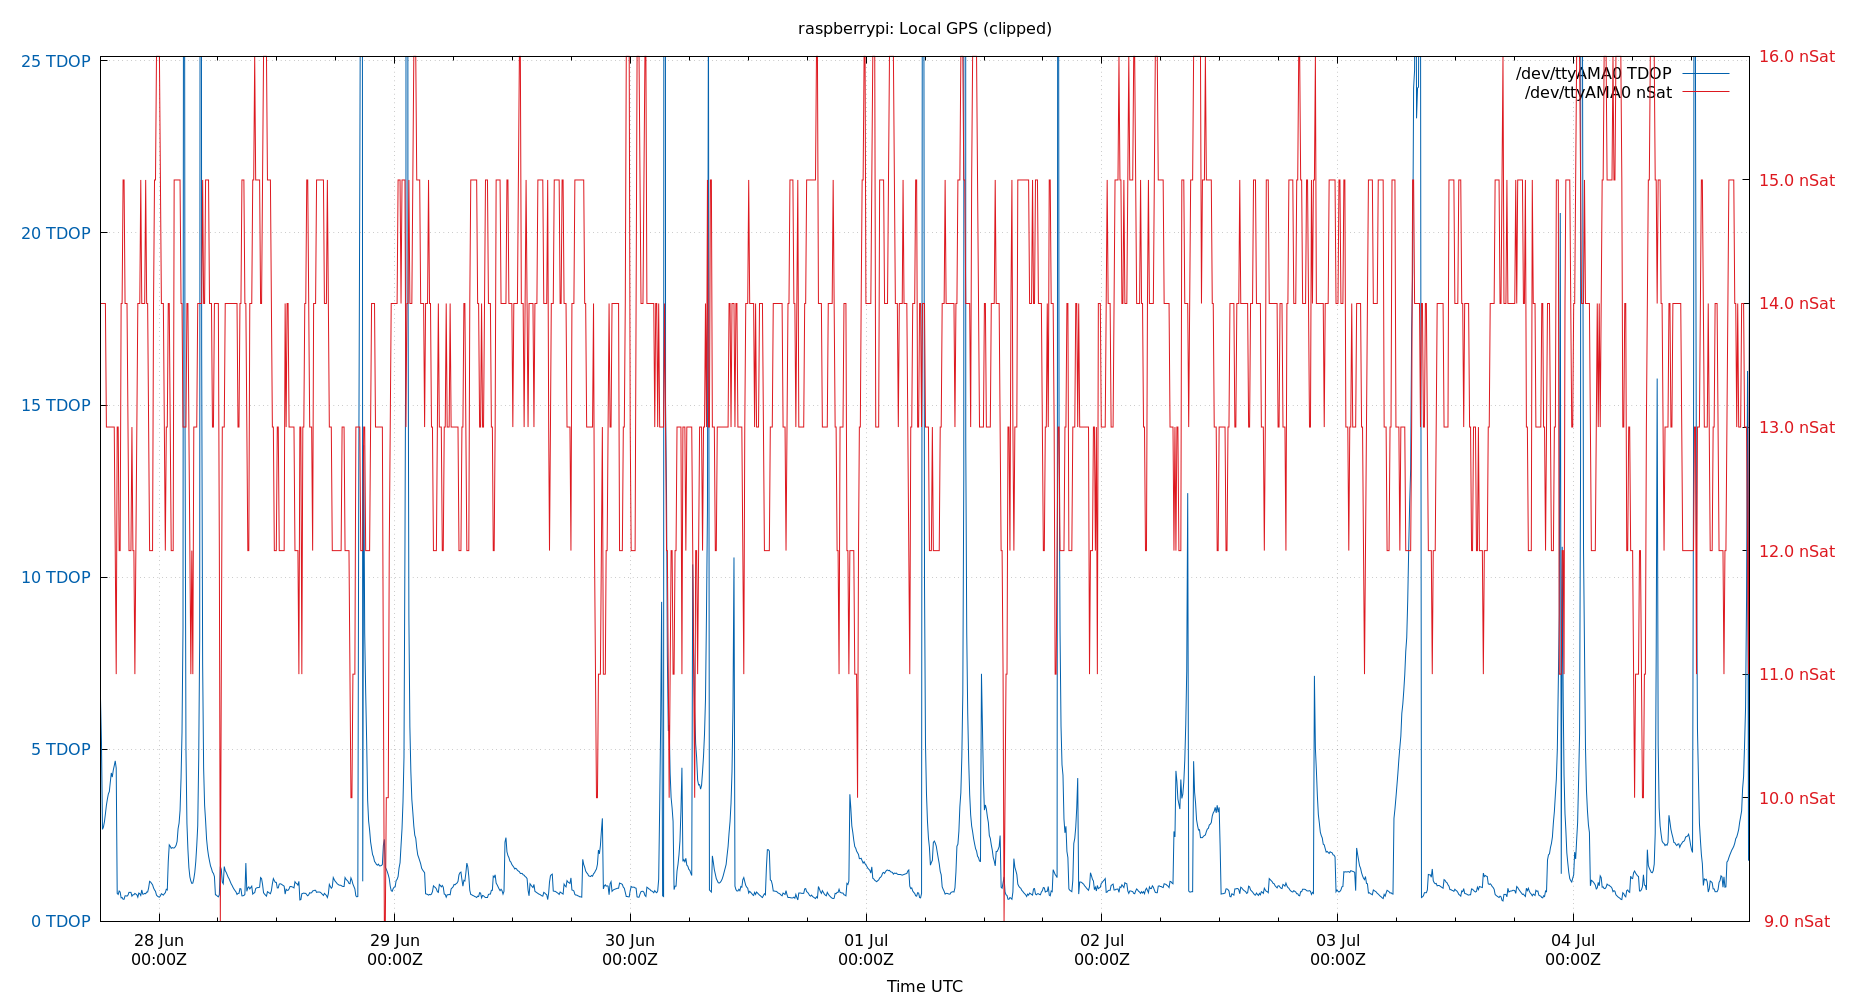 raspberrypi: Local GPS (clipped)
/dev/ttyAMA0 TDOP
/dev/ttyAMA0 nSat
25 TDOP
20 TDOP
15 TDOP
10 TDOP
5 TDOP
0 TDOP
16.0 nSat
15.0 nSat
14.0 nSat
13.0 nSat
12.0 nSat
11.0 nSat
10.0 nSat
9.0 nSat
28 Jun
00:00Z
29 Jun
00:00Z
30 Jun
00:00Z
01 Jul
00:00Z
02 Jul
00:00Z
03 Jul
00:00Z
04 Jul
00:00Z
Time UTC